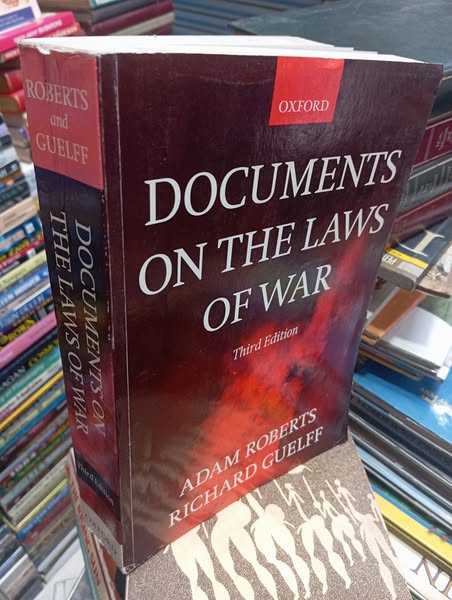 ROBERTS
and
GUELFF
DOCUMENTS ON
THE LAWS OF WAR
Third Edition
OXFORD
DOCUMENTS
ON THE LAWS
OF WAR
Third Edition
ADAM ROBERTS
RICHARD GUELFF